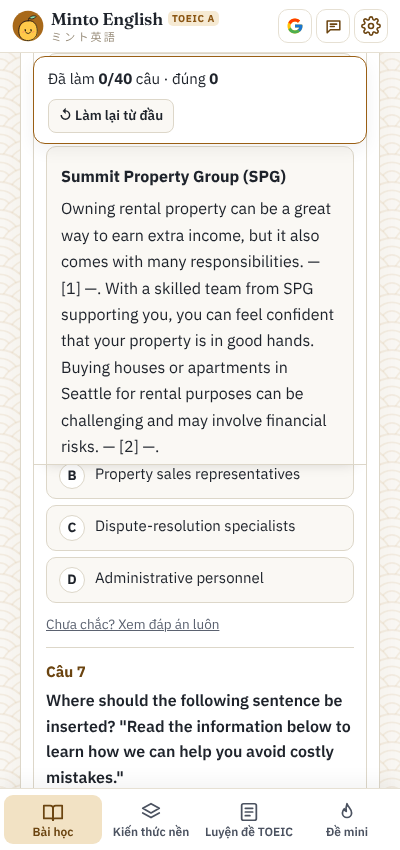 Minto English TOEIC A
ミント英語
Đã làm 0/40 câu · đúng 0
Làm lại từ đầu
Summit Property Group (SPG)
Owning rental property can be a great
way to earn extra income, but it also
comes with many responsibilities. —
[1] —. With a skilled team from SPG
supporting you, you can feel confident
that your property is in good hands.
Buying houses or apartments in
Seattle for rental purposes can be
challenging and may involve financial
risks. — [2] —.
B Property sales representatives
C Dispute-resolution specialists
D Administrative personnel
Chưa chắc? Xem đáp án luôn
Câu 7
Where should the following sentence be
inserted? "Read the information below to
learn how we can help you avoid costly
mistakes."
Bài học
Kiến thức nền
Luyện đề TOEIC
Đề mini